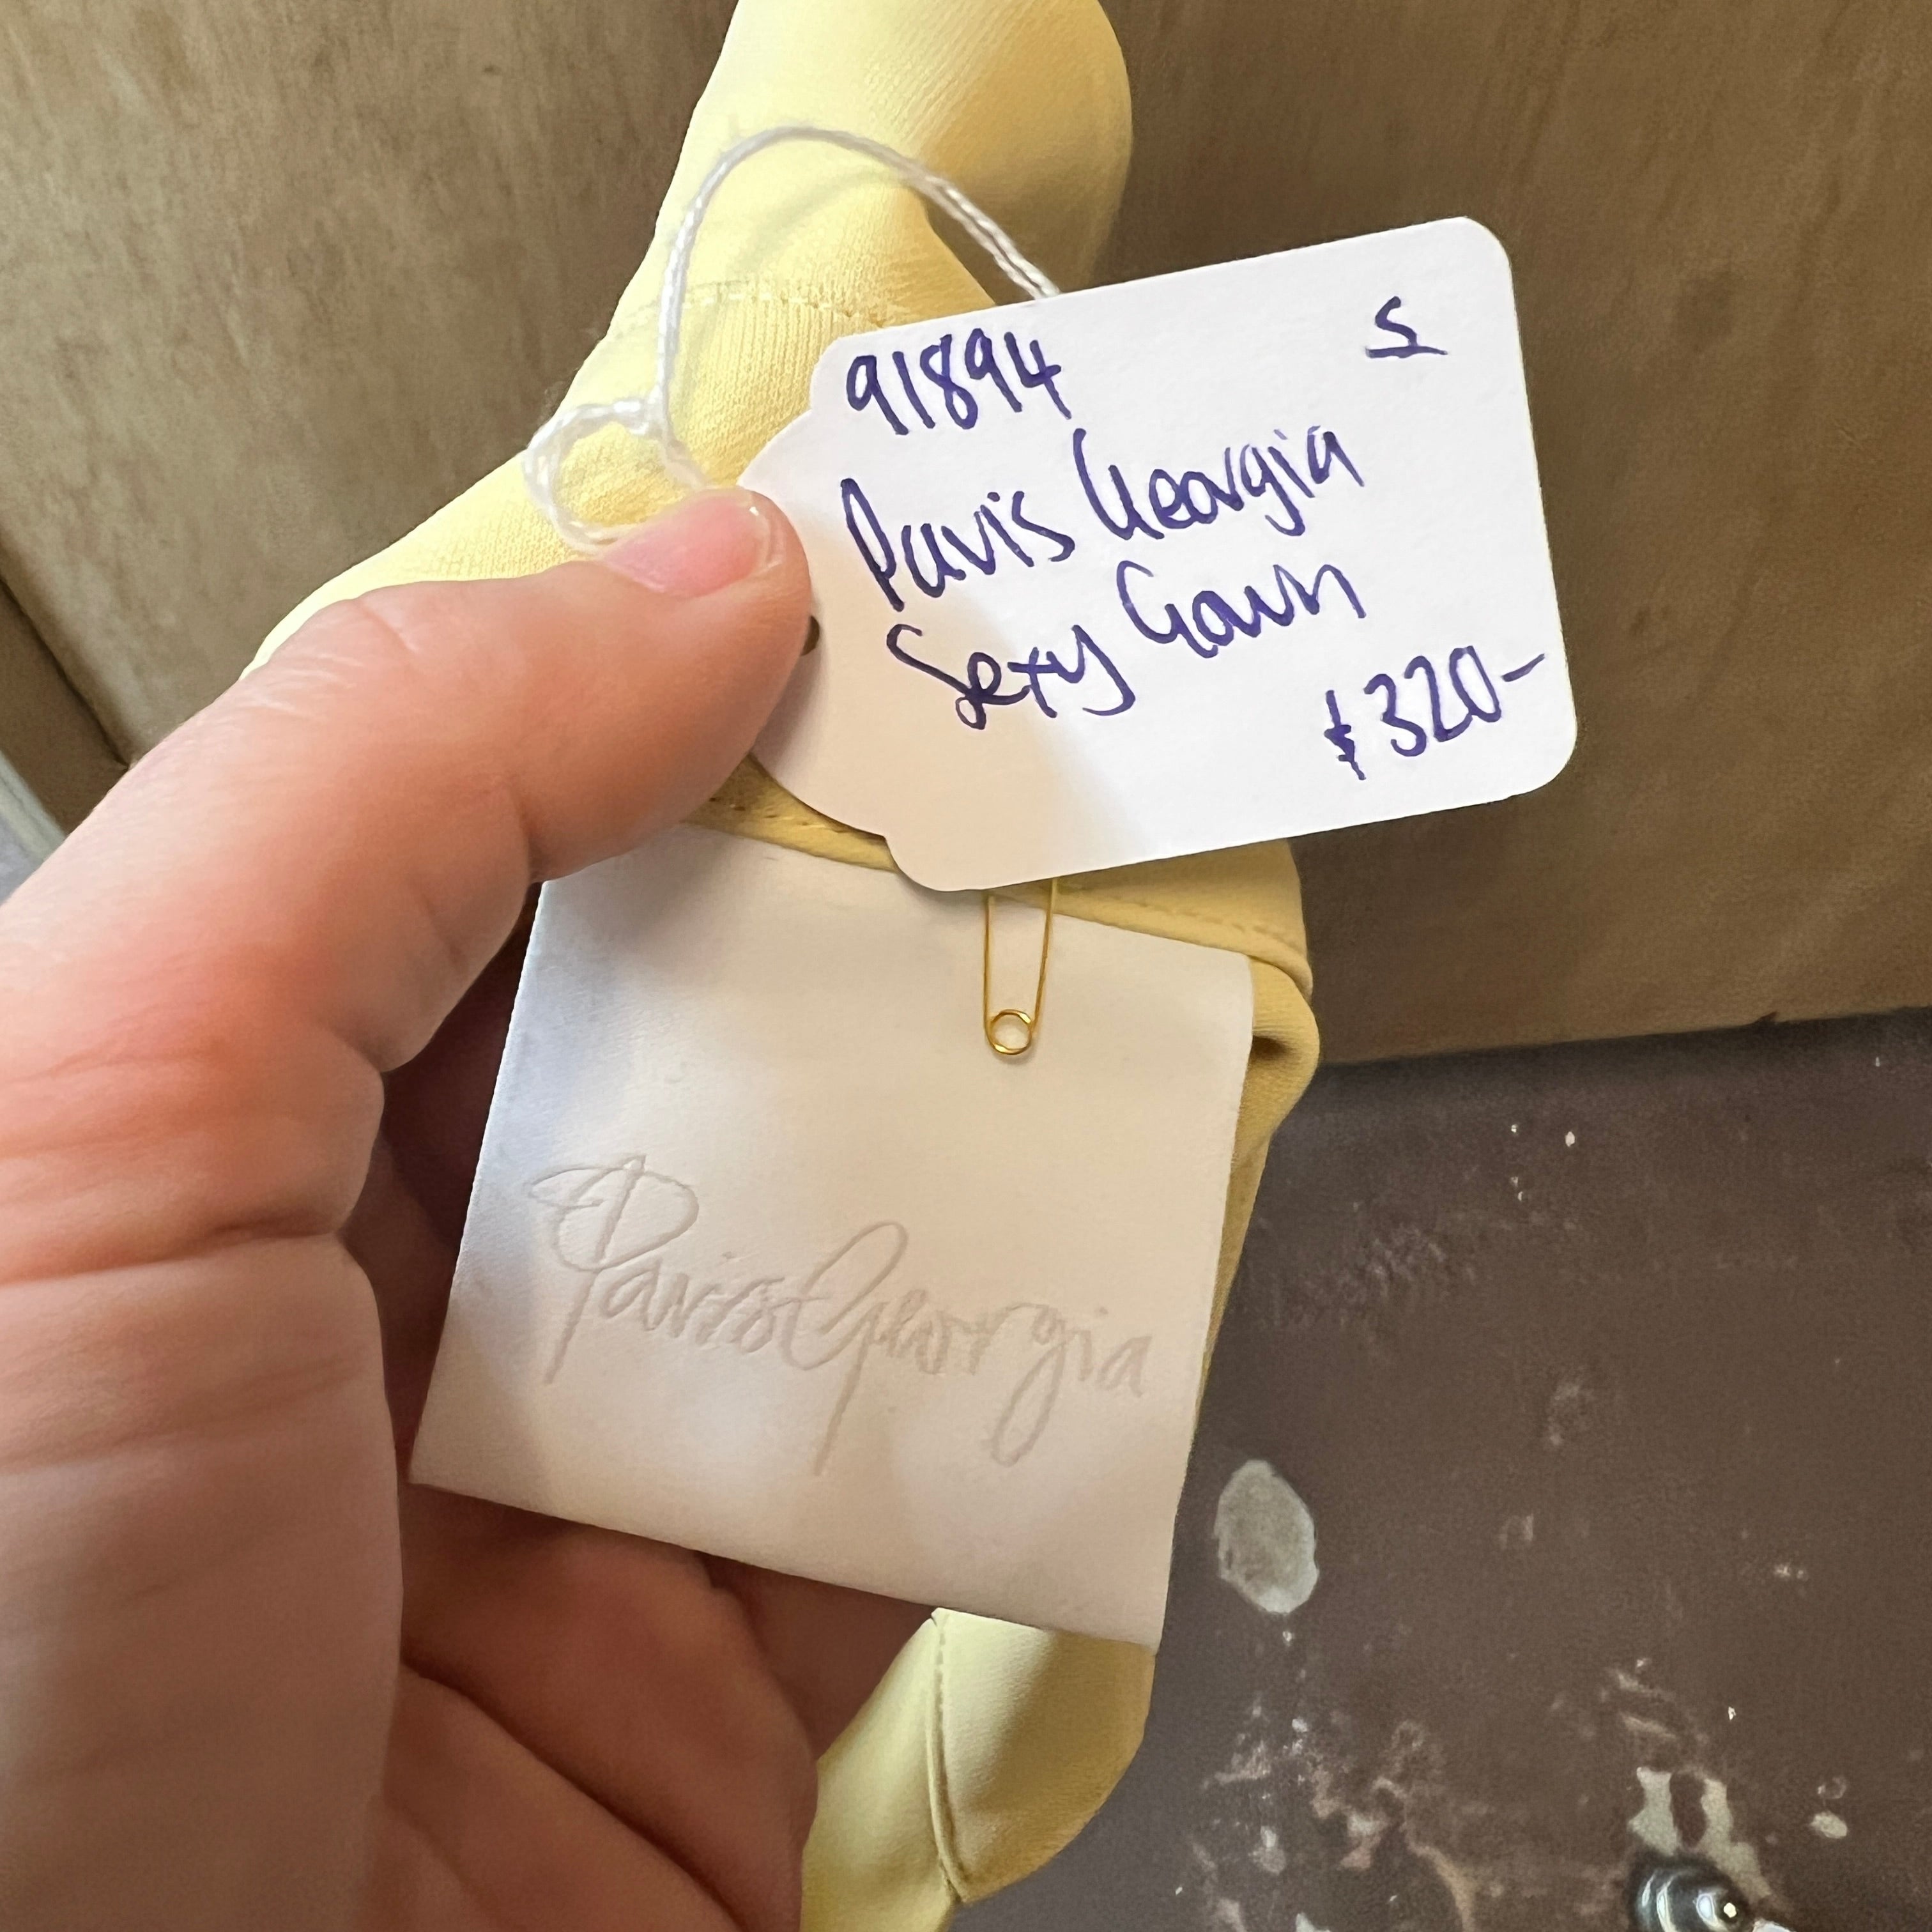 91894 S
Paris Georgia
Sexy Gown
$320-
Paris Georgia